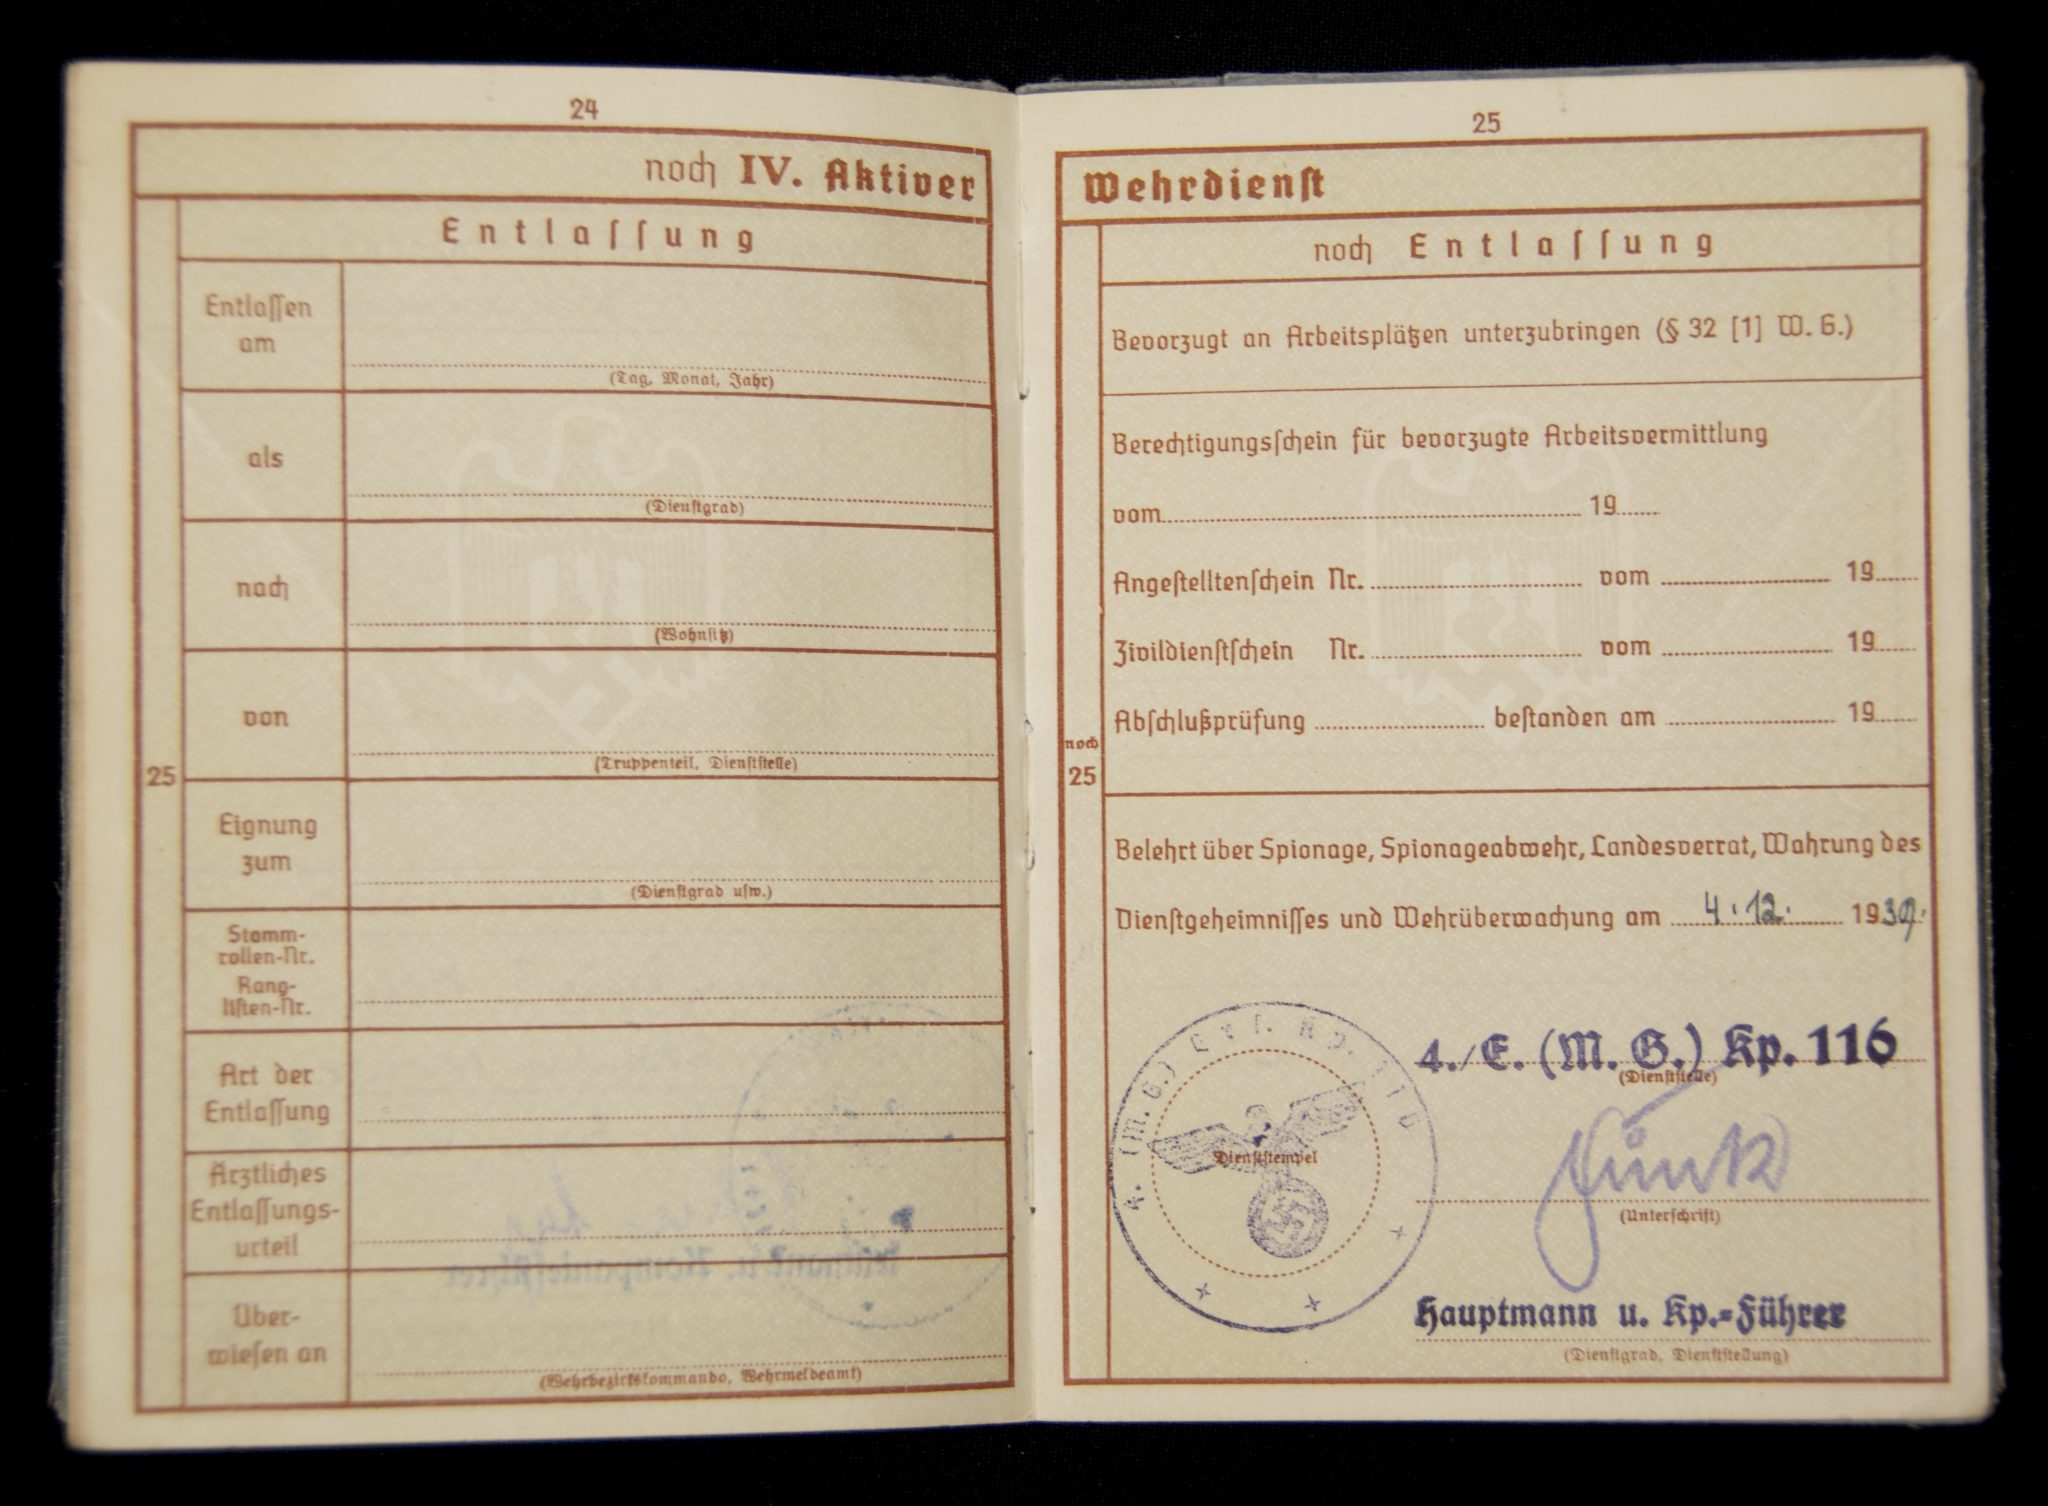 24
noch IV. Aktiver
Entlassung
Entlassen
am
(Tag, Monat, Jahr)
als
(Dienstgrad)
nach
(Wohnsitz)
von
(Truppenteil, Dienststelle)
25
Eignung
zum
(Dienstgrad usw.)
Stamm-
rollen-Nr.
Rang-
listen-Nr.
Art der
Entlassung
Ärztliches
Entlassungs-
urteil
Über-
wiesen an
(Wehrbezirkskommando, Wehrmeldeamt)
25
Wehrdienst
noch Entlassung
Bevorzugt an Arbeitsplätzen unterzubringen (§ 32 [1] W. G.)
Berechtigungsschein für bevorzugte Arbeitsvermittlung
vom 19
Angestelltenschein Nr. vom 19
Zivildienstschein Nr. vom 19
Abschlußprüfung bestanden am 19
noch
25
Belehrt über Spionage, Spionageabwehr, Landesverrat, Wahrung des
Dienstgeheimnisses und Wehrüberwachung am 4.12. 1939.
4. (M.G.) Ers. Kp. 116
Dienststempel
4./E. (M. G.) Kp. 116
(Dienststelle)
(Unterschrift)
Hauptmann u. Kp.=Führer
(Dienstgrad, Dienststellung)